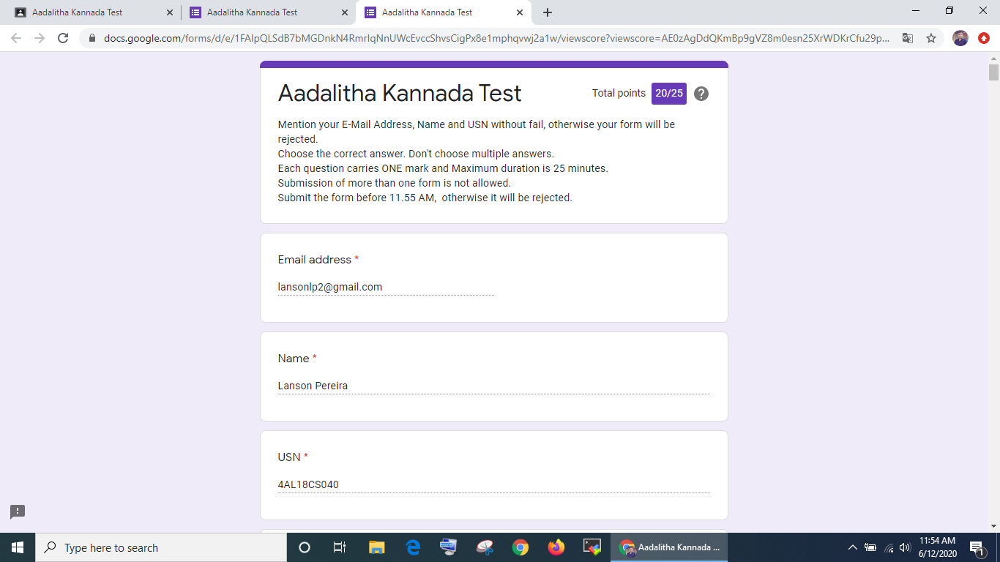 Aadalitha Kannada Test
Aadalitha Kannada Test
Aadalitha Kannada Test
docs.google.com/forms/d/e/1FAIpQLSdB7bMGDnkN4RmrIqNnUWcEvccShvsCigPx8e1mphqvwj2a1w/viewscore?viewscore=AE0zAgDdQKmBp9gVZ8m0esn25XrWDKrCfu29p...
Aadalitha Kannada Test
Total points 20/25
Mention your E-Mail Address, Name and USN without fail, otherwise your form will be
rejected.
Choose the correct answer. Don't choose multiple answers.
Each question carries ONE mark and Maximum duration is 25 minutes.
Submission of more than one form is not allowed.
Submit the form before 11.55 AM,  otherwise it will be rejected.
Email address *
lansonlp2@gmail.com
Name *
Lanson Pereira
USN *
4AL18CS040
Type here to search
Aadalitha Kannada ...
11:54 AM
6/12/2020
1